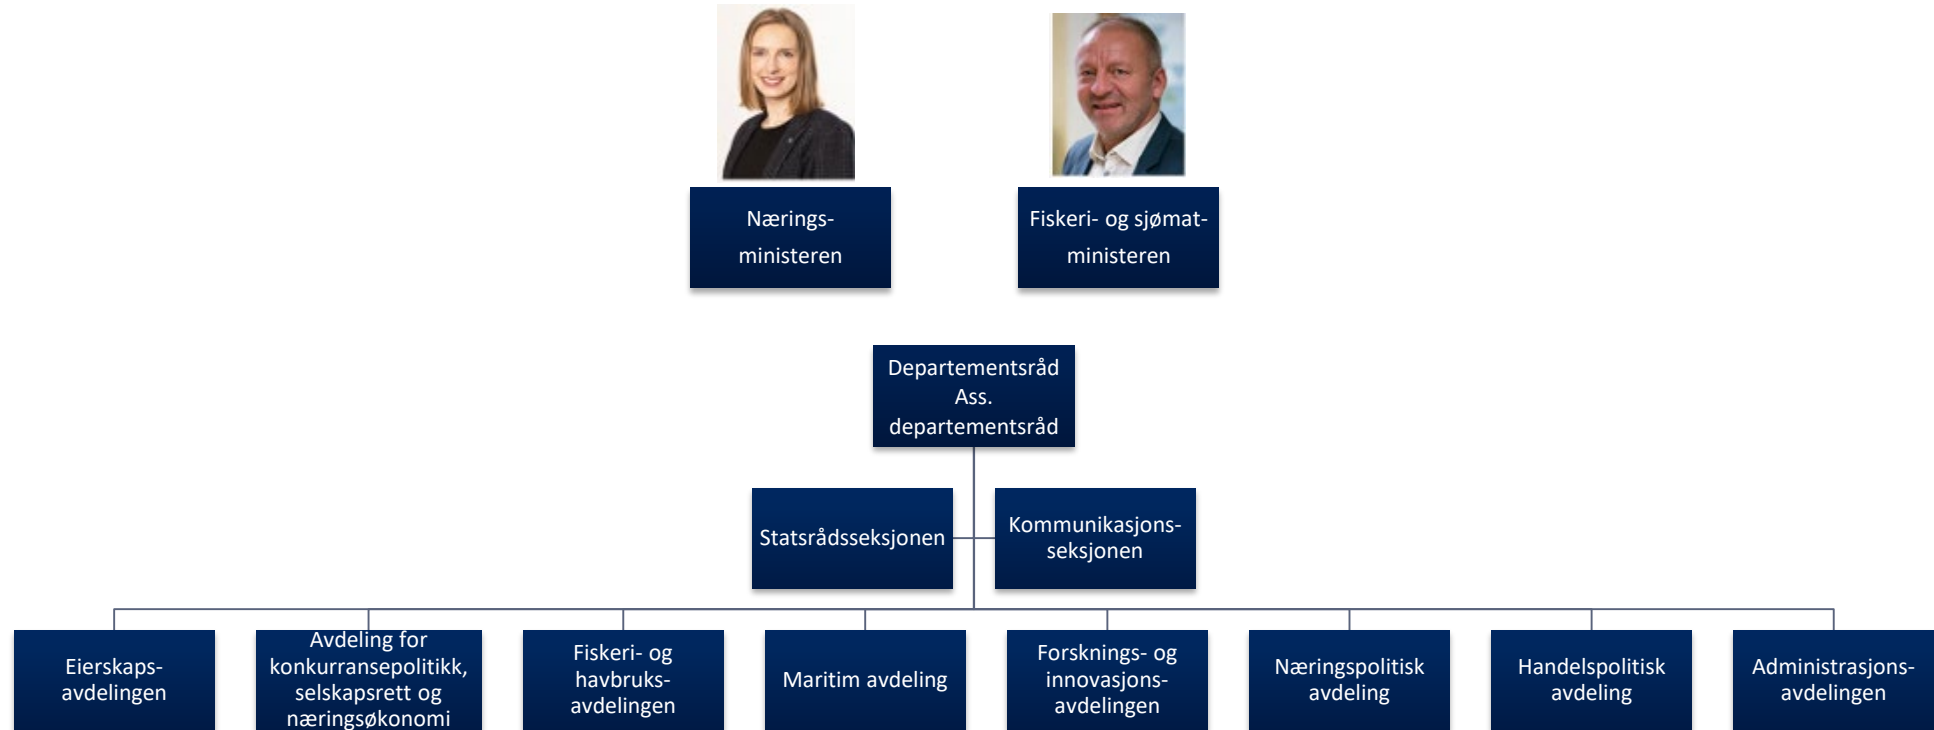 Nærings-
ministeren
Fiskeri- og sjømat-
ministeren
Departementsråd
Ass.
departementsråd
Statsrådsseksjonen
Kommunikasjons-
seksjonen
Eierskaps-
avdelingen
Avdeling for
konkurransepolitikk,
selskapsrett og
næringsøkonomi
Fiskeri- og
havbruks-
avdelingen
Maritim avdeling
Forsknings- og
innovasjons-
avdelingen
Næringspolitisk
avdeling
Handelspolitisk
avdeling
Administrasjons-
avdelingen